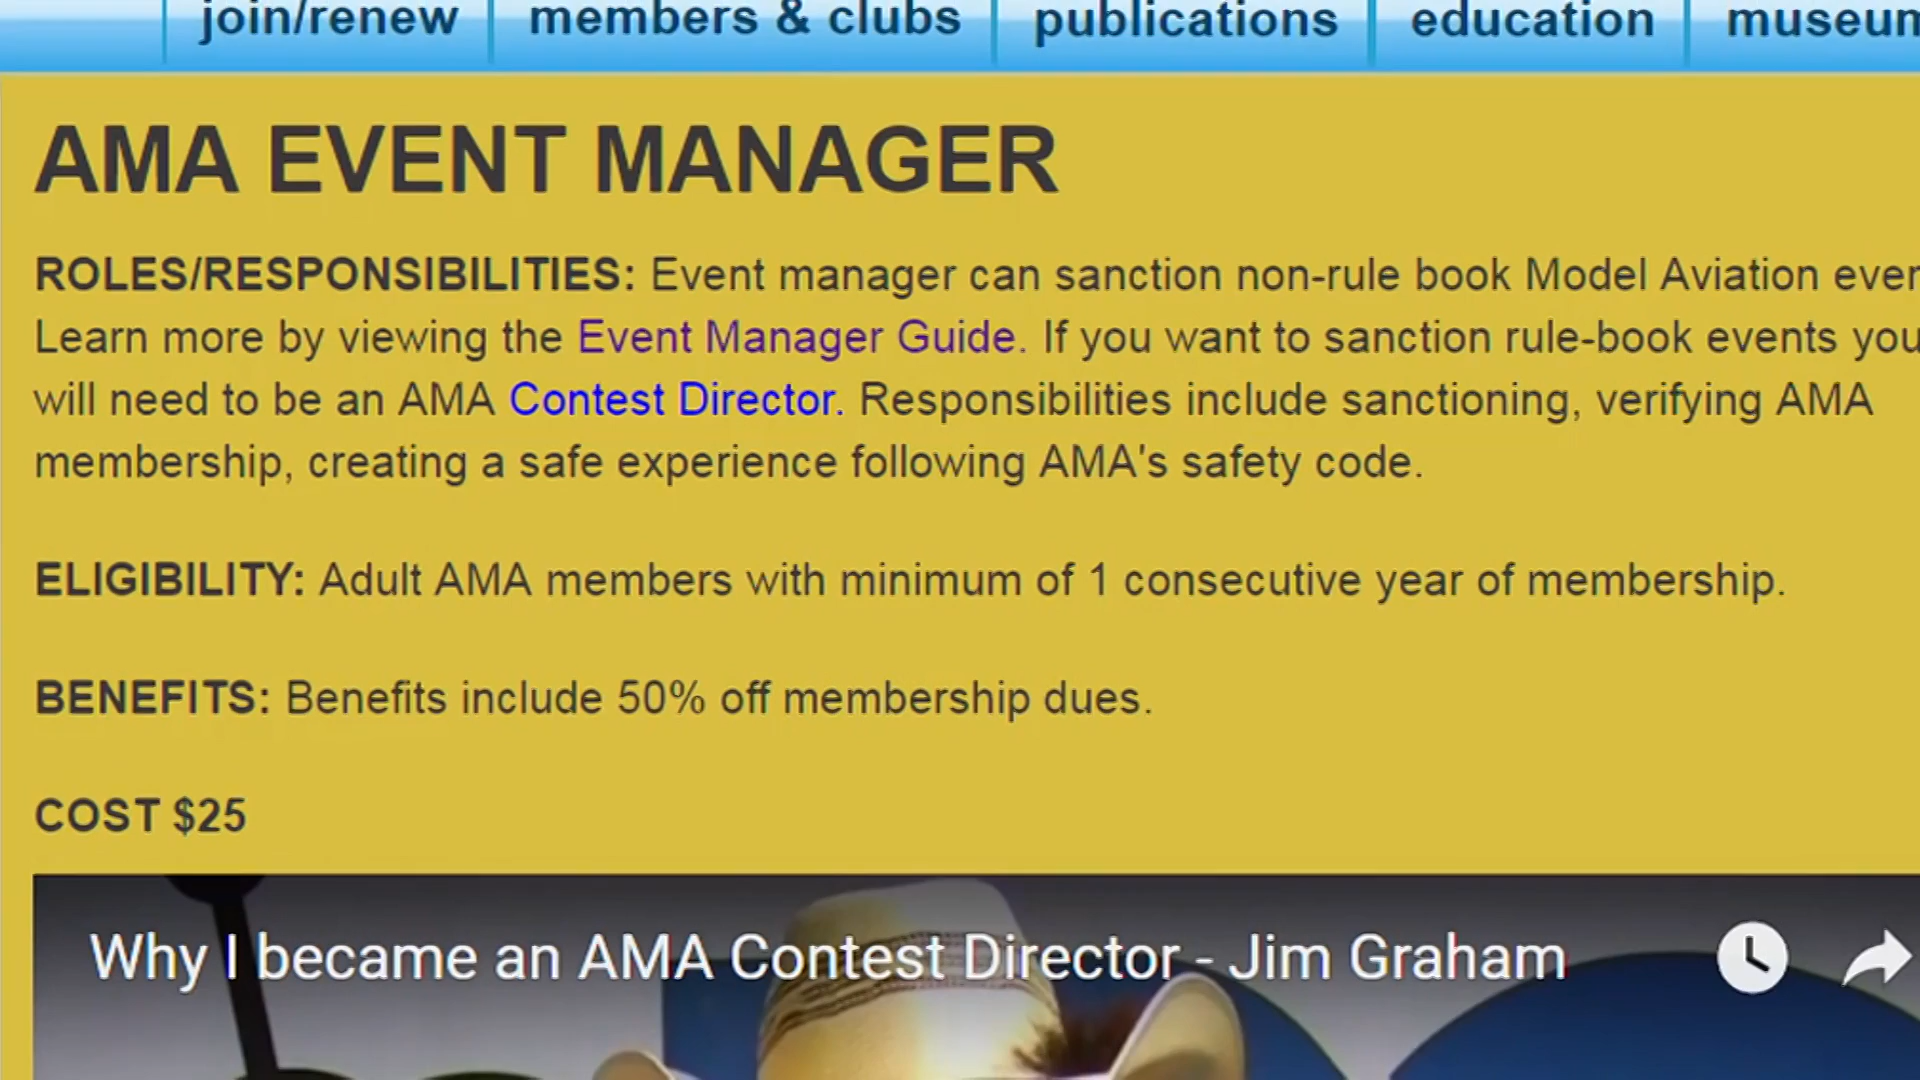 join/renew members & clubs publications education
AMA EVENT MANAGER
ROLES/RESPONSIBILITIES: Event manager can sanction non-rule book Model Aviation
Learn more by viewing the Event Manager Guide. If you want to sanction rule-book events you
will need to be an AMA Contest Director. Responsibilities include sanctioning, verifying AMA
membership, creating a safe experience following AMA's safety code.
ELIGIBILITY: Adult AMA members with minimum of 1 consecutive year of membership.
BENEFITS: Benefits include 50% off membership dues.
COST $25
Why I became an AMA Contest Director - Jim Graham